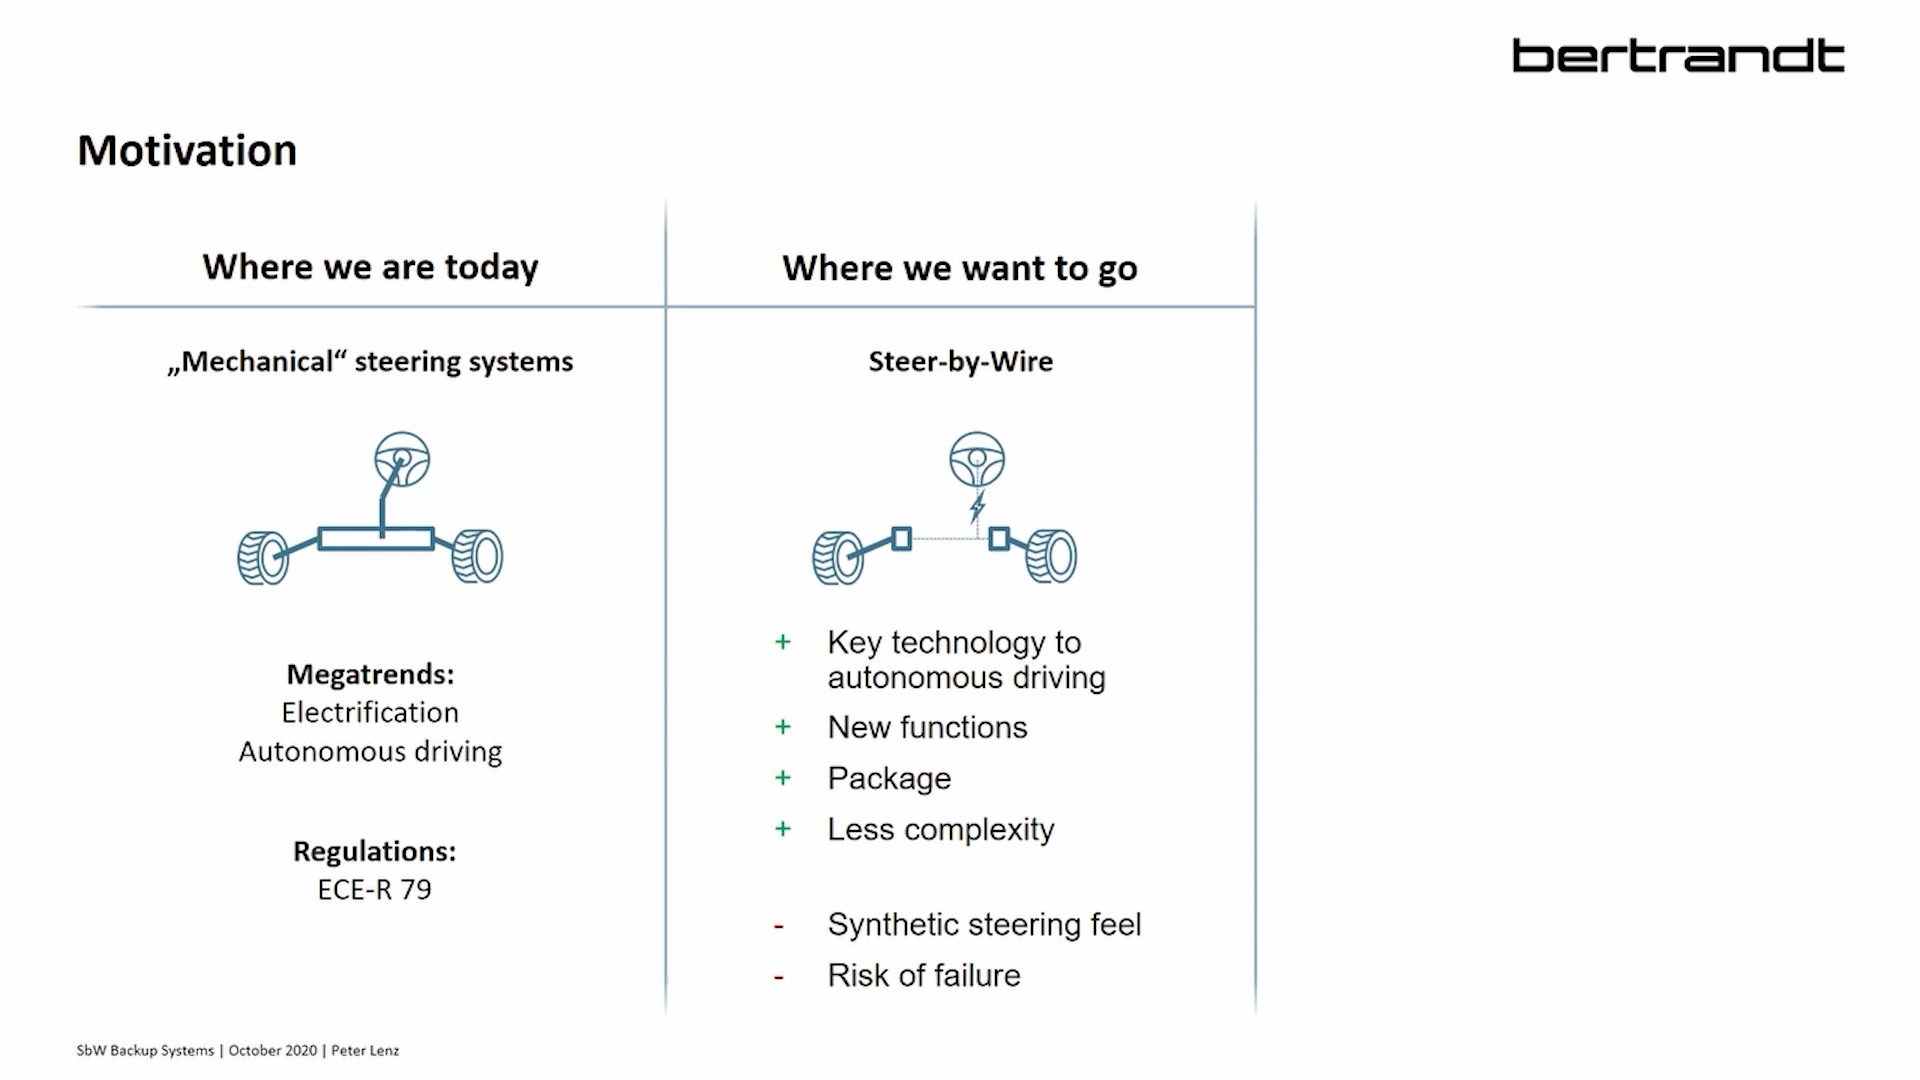 bertrandt
Motivation
Where we are today
„Mechanical“ steering systems
Megatrends:
Electrification
Autonomous driving
Regulations:
ECE-R 79
Where we want to go
Steer-by-Wire
+ Key technology to
autonomous driving
+ New functions
+ Package
+ Less complexity
- Synthetic steering feel
- Risk of failure
SbW Backup Systems | October 2020 | Peter Lenz